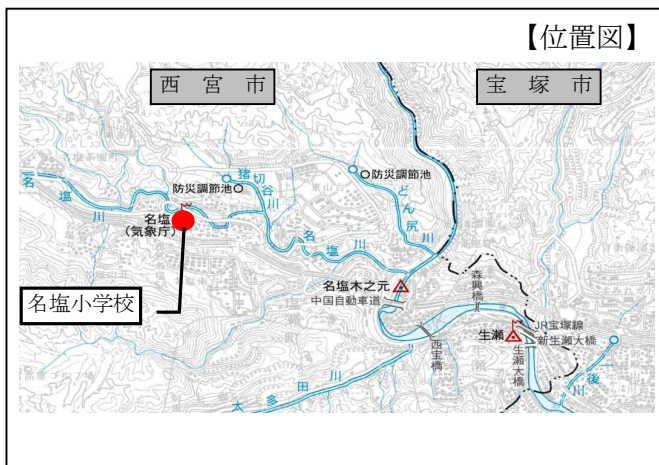 【位置図】
西宮市
宝塚市
防災調節池
猪切谷川
防災調節池
どん尻川
名塩川
名塩
(気象庁)
名塩川
名塩小学校
名塩木之元
中国自動車道
森興橋
西宝橋
生瀬
JR宝塚線
新生瀬大橋
生瀬大橋
太多田川
一後川